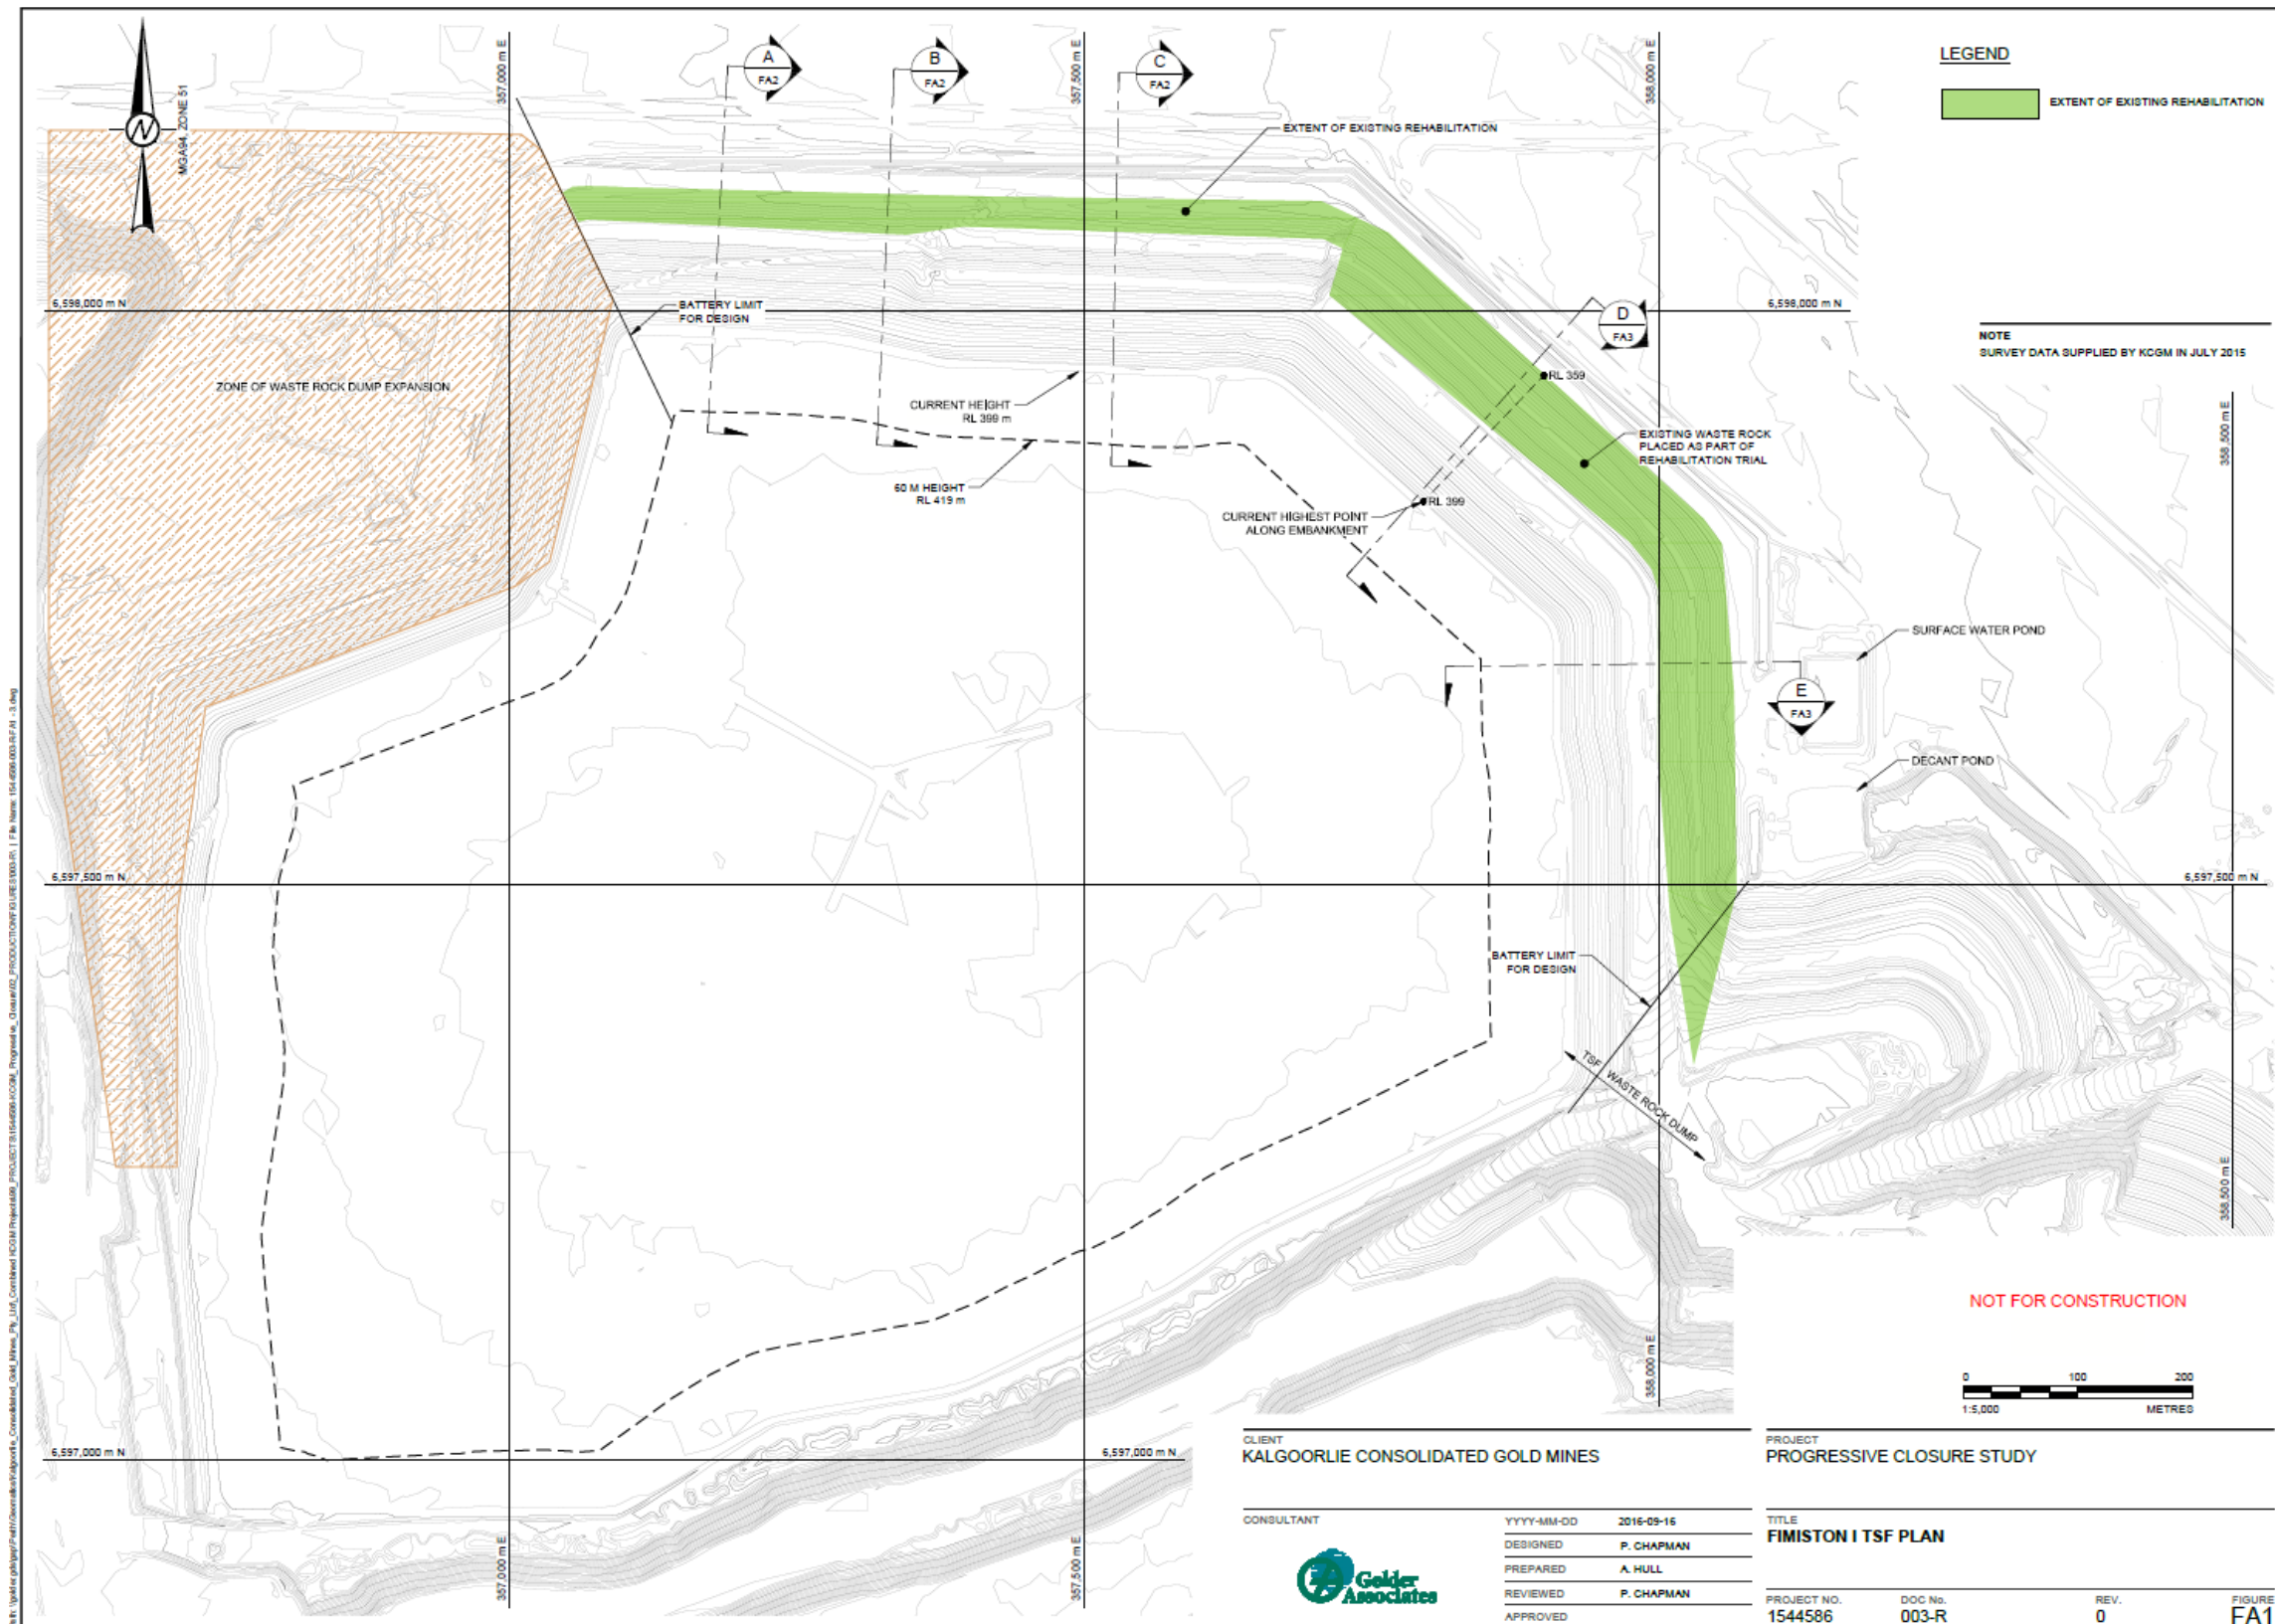 LEGEND
EXTENT OF EXISTING REHABILITATION
NOTE
SURVEY DATA SUPPLIED BY KCGM IN JULY 2015
N
MGA94, ZONE 51
357,000 m E
357,500 m E
358,000 m E
358,500 m E
A
FA2
B
FA2
C
FA2
EXTENT OF EXISTING REHABILITATION
6,598,000 m N
6,598,000 m N
BATTERY LIMIT
FOR DESIGN
D
FA3
ZONE OF WASTE ROCK DUMP EXPANSION
CURRENT HEIGHT
RL 399 m
RL 359
EXISTING WASTE ROCK
PLACED AS PART OF
REHABILITATION TRIAL
60 M HEIGHT
RL 419 m
CURRENT HIGHEST POINT
ALONG EMBANKMENT
RL 399
SURFACE WATER POND
E
FA3
DECANT POND
6,597,500 m N
6,597,500 m N
BATTERY LIMIT
FOR DESIGN
TSF
WASTE ROCK DUMP
358,500 m E
NOT FOR CONSTRUCTION
0 100 200
1:5,000 METRES
358,000 m E
6,597,000 m N
6,597,000 m N
357,000 m E
357,500 m E
CLIENT
KALGOORLIE CONSOLIDATED GOLD MINES
PROJECT
PROGRESSIVE CLOSURE STUDY
CONSULTANT
Golder
Associates
YYYY-MM-DD 2016-09-16
DESIGNED P. CHAPMAN
PREPARED A. HULL
REVIEWED P. CHAPMAN
APPROVED
TITLE
FIMISTON I TSF PLAN
PROJECT NO. DOC No. REV. FIGURE
1544586 003-R 0 FA1